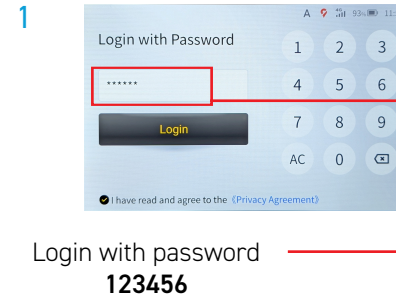 1
A 93% 11:
Login with Password
1 2 3
******
4 5 6
Login
7 8 9
AC 0
I have read and agree to the 《Privacy Agreement》
Login with password
123456